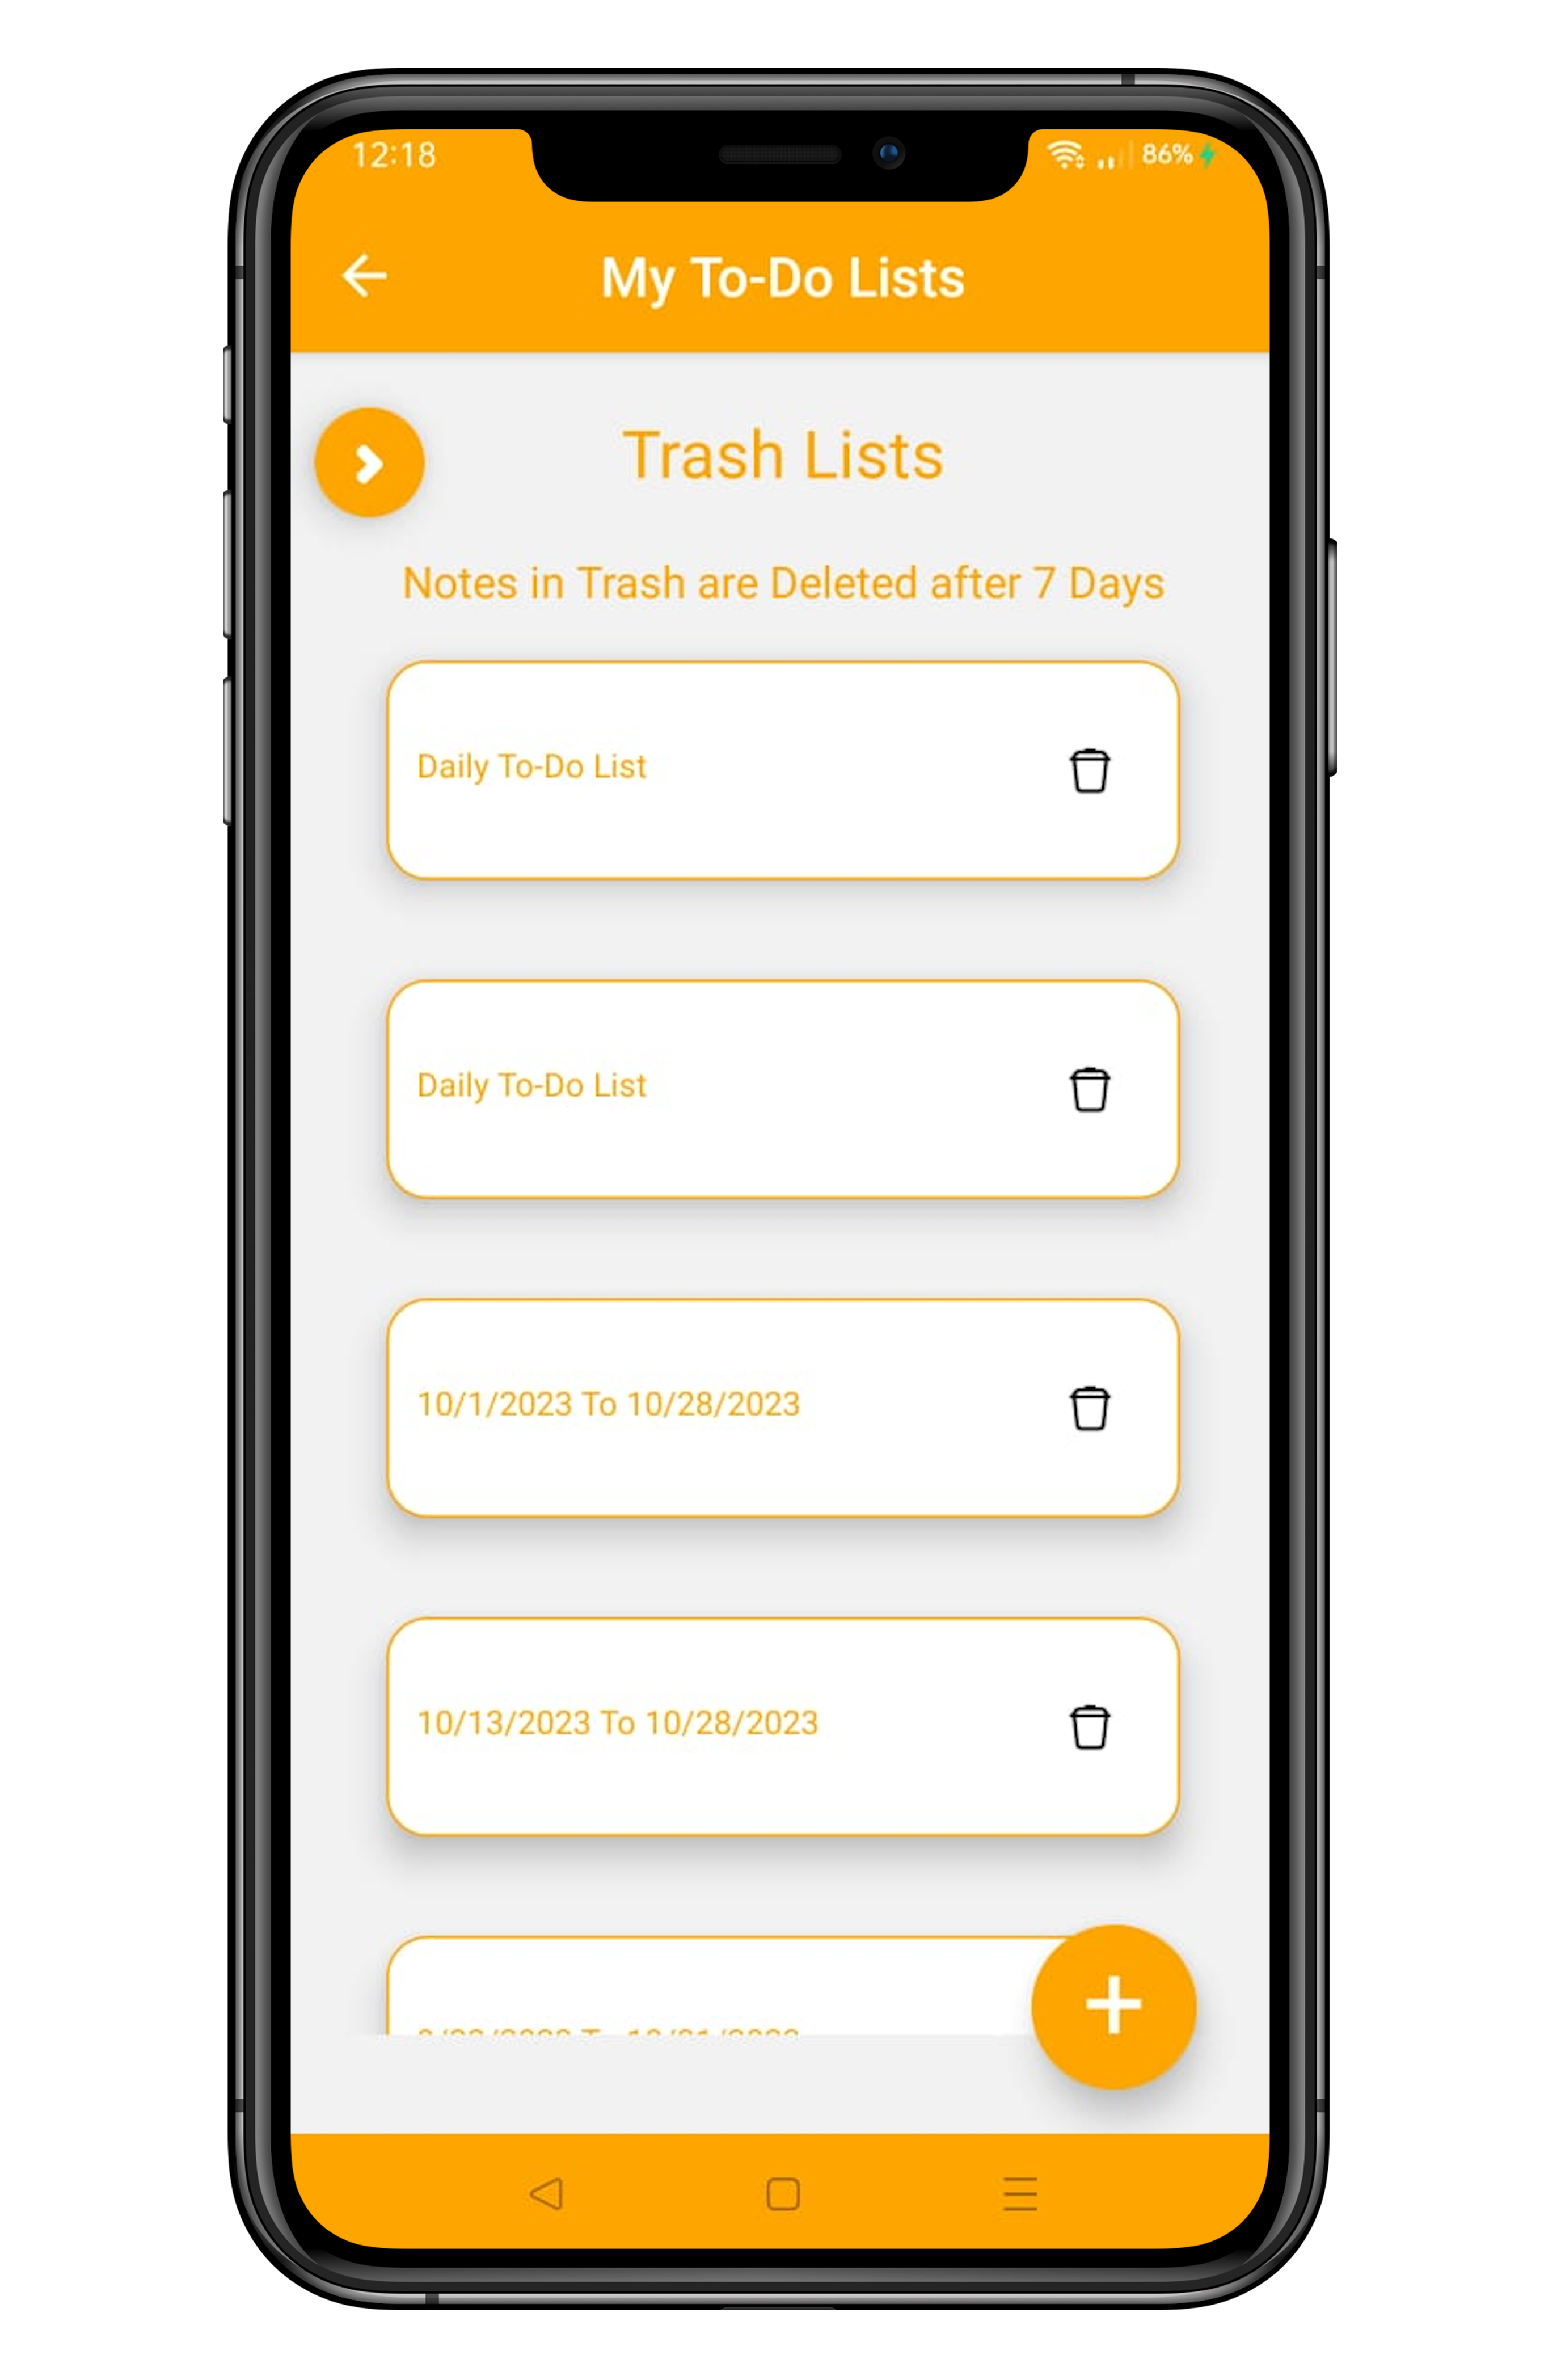 12:18
86%
My To-Do Lists
Trash Lists
Notes in Trash are Deleted after 7 Days
Daily To-Do List
Daily To-Do List
10/1/2023 To 10/28/2023
10/13/2023 To 10/28/2023